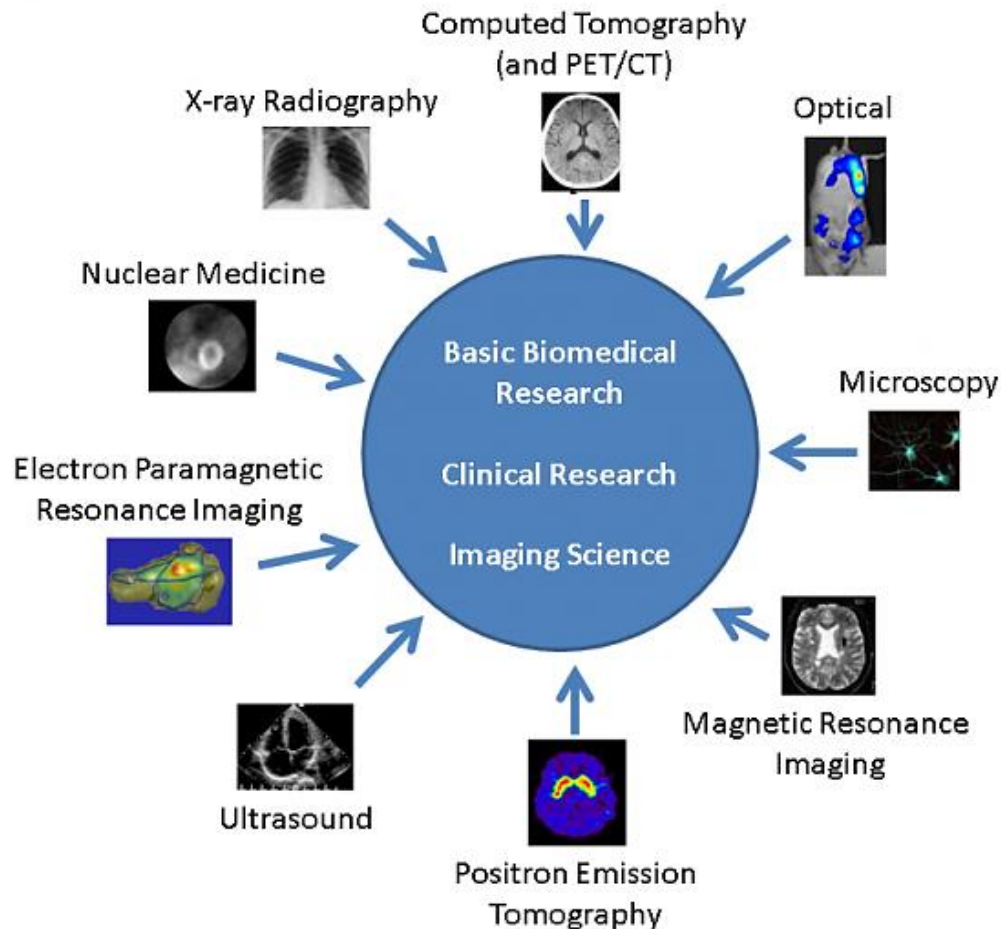 Computed Tomography
(and PET/CT)
X-ray Radiography
Optical
Nuclear Medicine
Basic Biomedical
Research
Microscopy
Electron Paramagnetic
Resonance Imaging
Clinical Research
Imaging Science
Magnetic Resonance
Imaging
Ultrasound
Positron Emission
Tomography